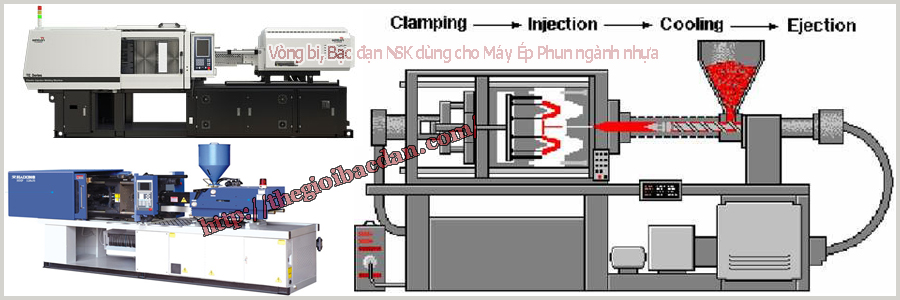 Clamping → Injection → Cooling → Ejection
Vòng bi, Bạc đạn NSK dùng cho Máy Ép Phun ngành nhựa
http://thegioibacdan.com/